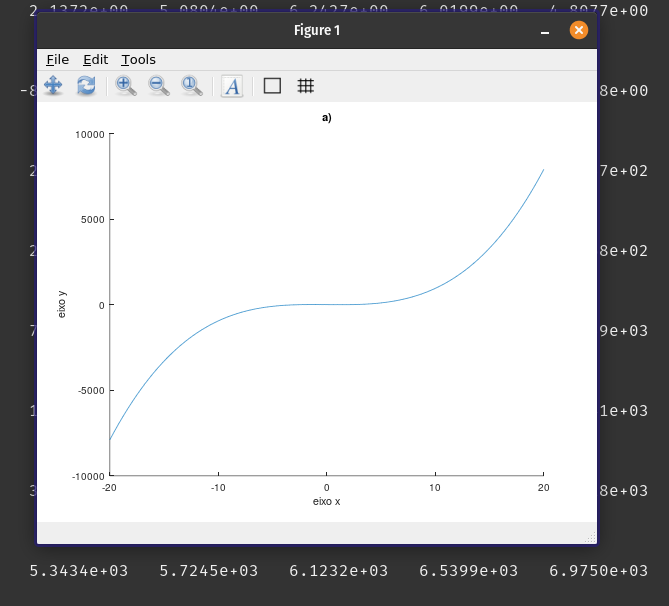 2.1372e+00 5.0804e+00 6.2427e+00 6.0199e+00 4.8077e+00
Figure 1
File Edit Tools
-8 8e+00
A
a)
10000
2 7e+02
5000
2 8e+02
eixo y
0
7 9e+03
-5000
1 1e+03
-10000
3 8e+03
-20 -10 0 10 20
eixo x
5.3434e+03 5.7245e+03 6.1232e+03 6.5399e+03 6.9750e+03